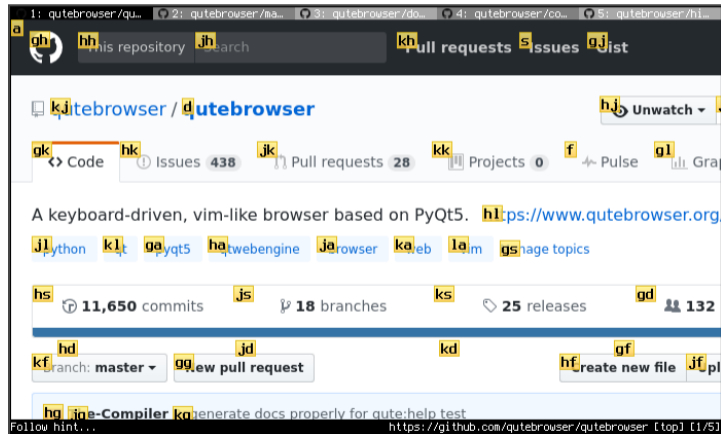 1: qutebrowser/qu… 2: qutebrowser/ma… 3: qutebrowser/do… 4: qutebrowser/co… 5: qutebrowser/hi…
a
gh hh This repository jh Search kh Pull requests s Issues g.j Gist
k.j qutebrowser / d qutebrowser h.j Unwatch
gk Code hk Issues 438 jk Pull requests 28 kk Projects 0 f Pulse gl Gra
A keyboard-driven, vim-like browser based on PyQt5. hl tps://www.qutebrowser.org
jl python kl qt ga pyqt5 ha qtwebengine ja browser ka web la vim gs manage topics
hs 11,650 commits js 18 branches ks 25 releases gd 132
hd jd kd gf
kf Branch: master gg New pull request hf Create new file jf Upl
hg jg e-Compiler kg generate docs properly for qute:help test
Follow hint... https://github.com/qutebrowser/qutebrowser [top] [1/5]